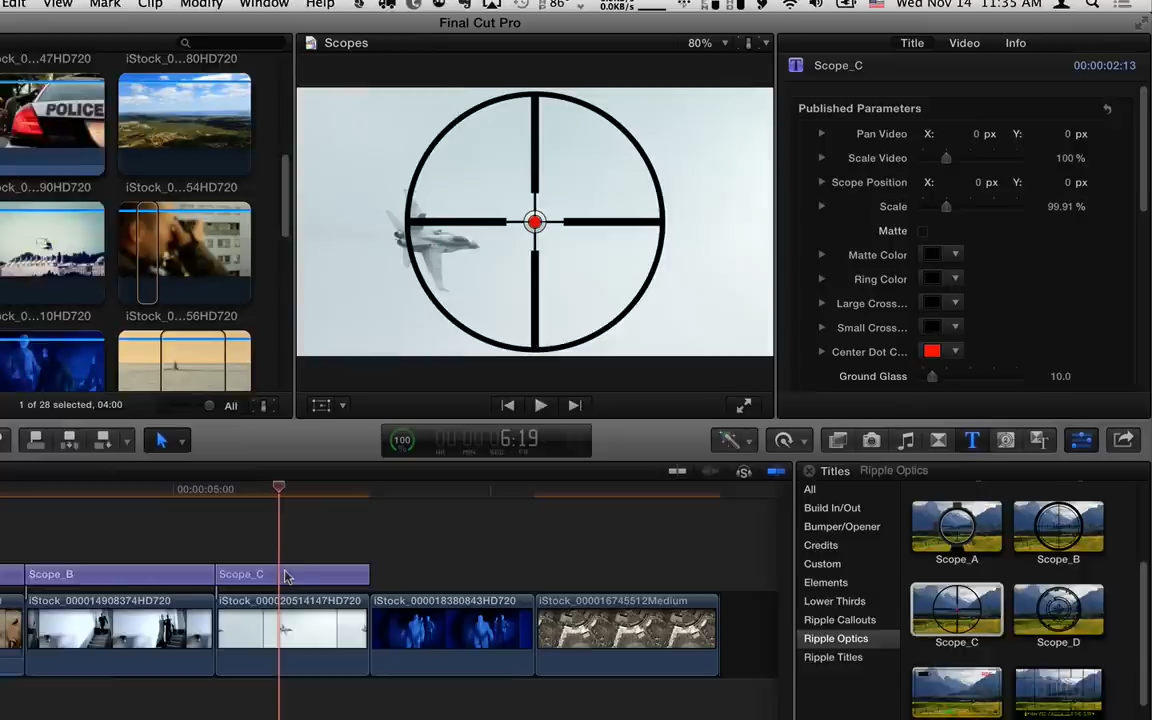 Edit View Mark Clip Modify Window Help 86° 0.0KB/s Wed Nov 14 11:35 AM
Final Cut Pro
Scopes 80%
Title Video Info
S_0...47HD720 iStock_0...80HD720
POLICE
S_0...90HD720 iStock_0...54HD720
S_0...10HD720 iStock_0...56HD720
1 of 28 selected, 04:00 All
Scope_C 00:00:02:13
Published Parameters
Pan Video X: 0 px Y: 0 px
Scale Video 100 %
Scope Position X: 0 px Y: 0 px
Scale 99.91 %
Matte
Matte Color
Ring Color
Large Cross...
Small Cross...
Center Dot C...
Ground Glass 10.0
100 6:19
00:00:05:00
Scope_B Scope_C
iStock_000014908374HD720 iStock_000020514147HD720 iStock_000018380843HD720 iStock_000016745512Medium
Titles Ripple Optics
All
Build In/Out
Bumper/Opener
Credits
Custom
Elements
Lower Thirds
Ripple Callouts
Ripple Optics
Ripple Titles
Scope_A Scope_B
Scope_C Scope_D